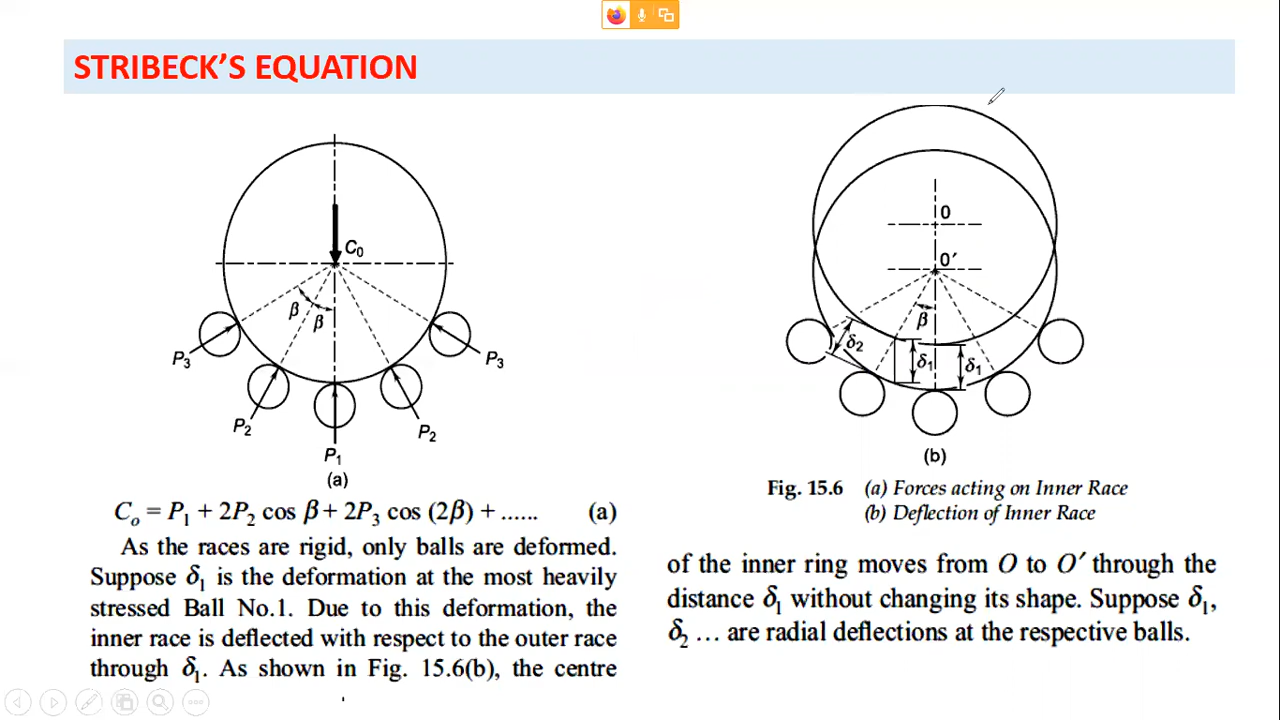 STRIBECK'S EQUATION
C₀
β
β
P₃
P₃
P₂
P₂
P₁
(a)
Cₒ = P₁ + 2P₂ cos β + 2P₃ cos (2β) + ...... (a)
As the races are rigid, only balls are deformed.
Suppose δ₁ is the deformation at the most heavily
stressed Ball No.1. Due to this deformation, the
inner race is deflected with respect to the outer race
through δ₁. As shown in Fig. 15.6(b), the centre
O
O′
β
δ₂
δ₁
δ₁
(b)
Fig. 15.6 (a) Forces acting on Inner Race
(b) Deflection of Inner Race
of the inner ring moves from O to O′ through the
distance δ₁ without changing its shape. Suppose δ₁,
δ₂ ... are radial deflections at the respective balls.